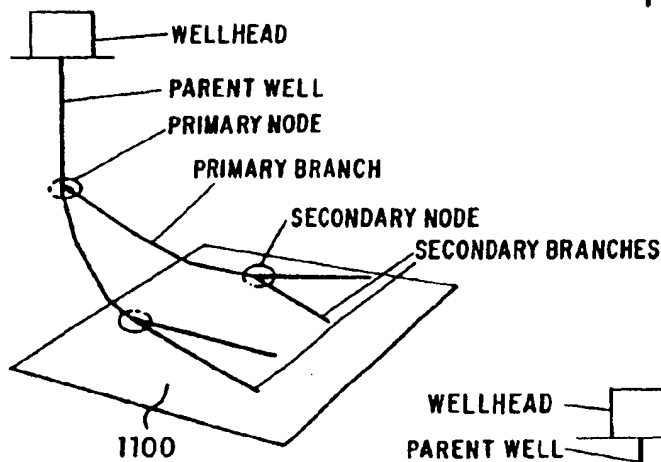 WELLHEAD
PARENT WELL
PRIMARY NODE
PRIMARY BRANCH
SECONDARY NODE
SECONDARY BRANCHES
1100
WELLHEAD
PARENT WELL